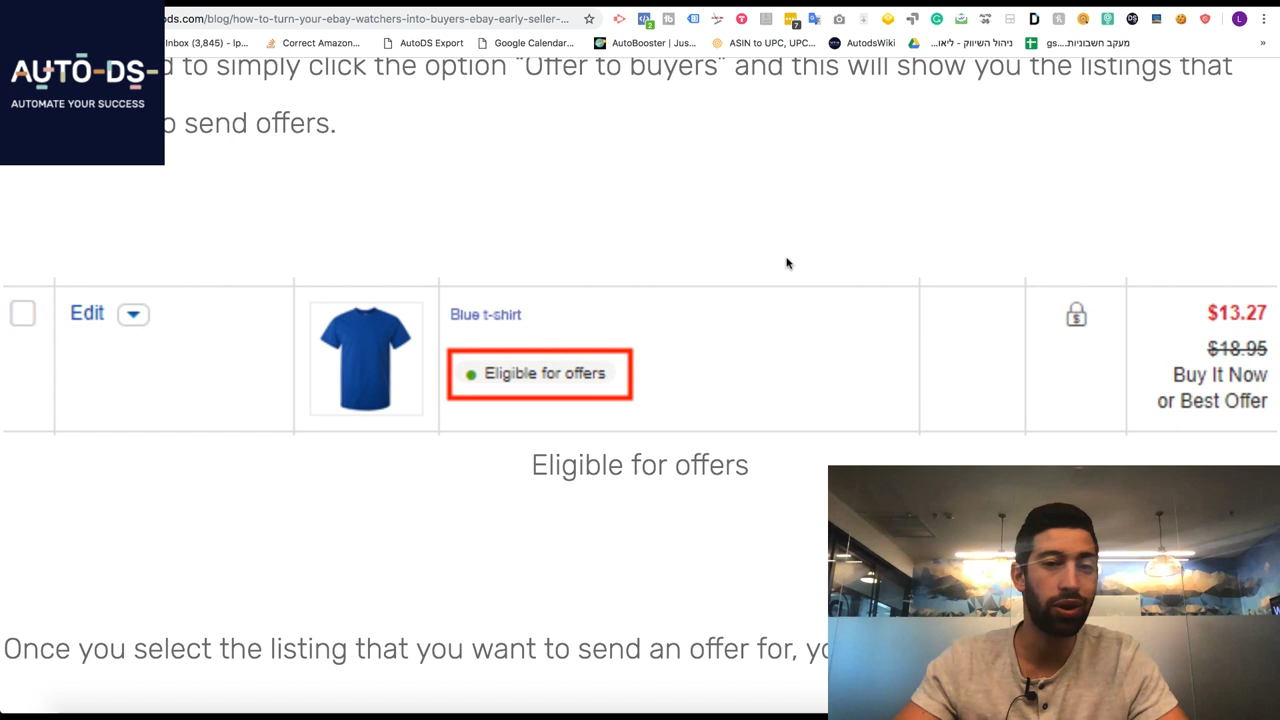 ds.com/blog/how-to-turn-your-ebay-watchers-into-buyers-ebay-early-seller-...
2
7
L
Inbox (3,845) - Ip...
Correct Amazon...
AutoDS Export
Google Calendar...
AutoBooster | Jus...
ASIN to UPC, UPC...
AutodsWiki
ניהול השיווק - ליאו...
מעקב חשבוניות....gs
»
AUTO-DS-
AUTOMATE YOUR SUCCESS
d to simply click the option "Offer to buyers" and this will show you the listings that
o send offers.
Edit
Blue t-shirt
Eligible for offers
$13.27
$18.95
Buy It Now
or Best Offer
Eligible for offers
Once you select the listing that you want to send an offer for, yo